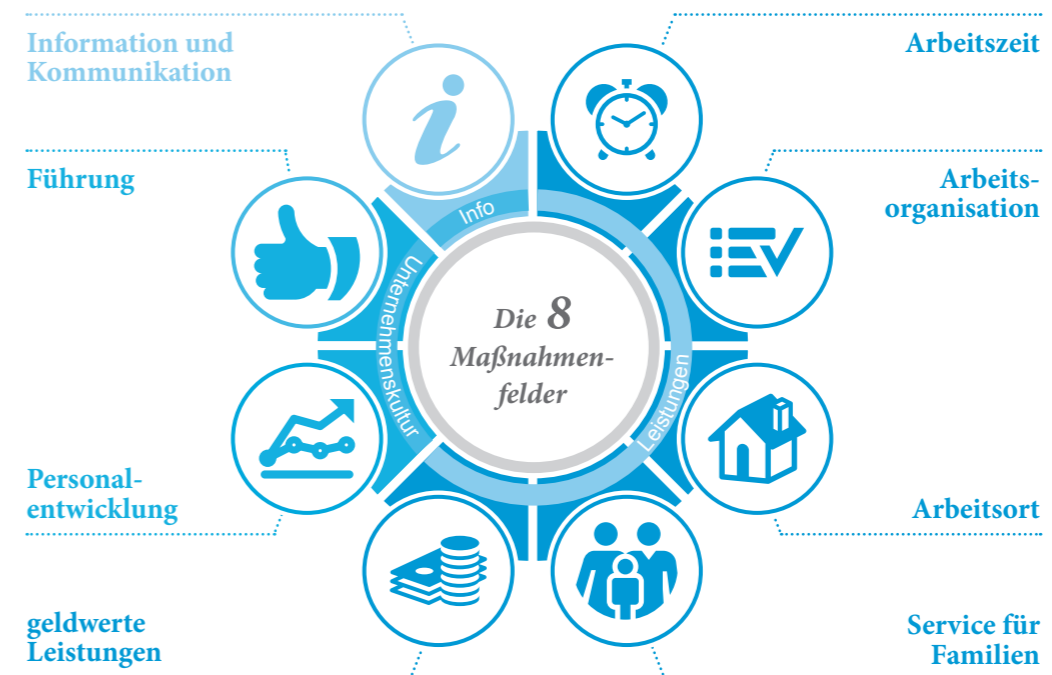 Information und
Kommunikation
Arbeitszeit
Führung
Arbeits-
organisation
Info
Unternehmenskultur
Leistungen
Die 8
Maßnahmen-
felder
Personal-
entwicklung
Arbeitsort
geldwerte
Leistungen
Service für
Familien